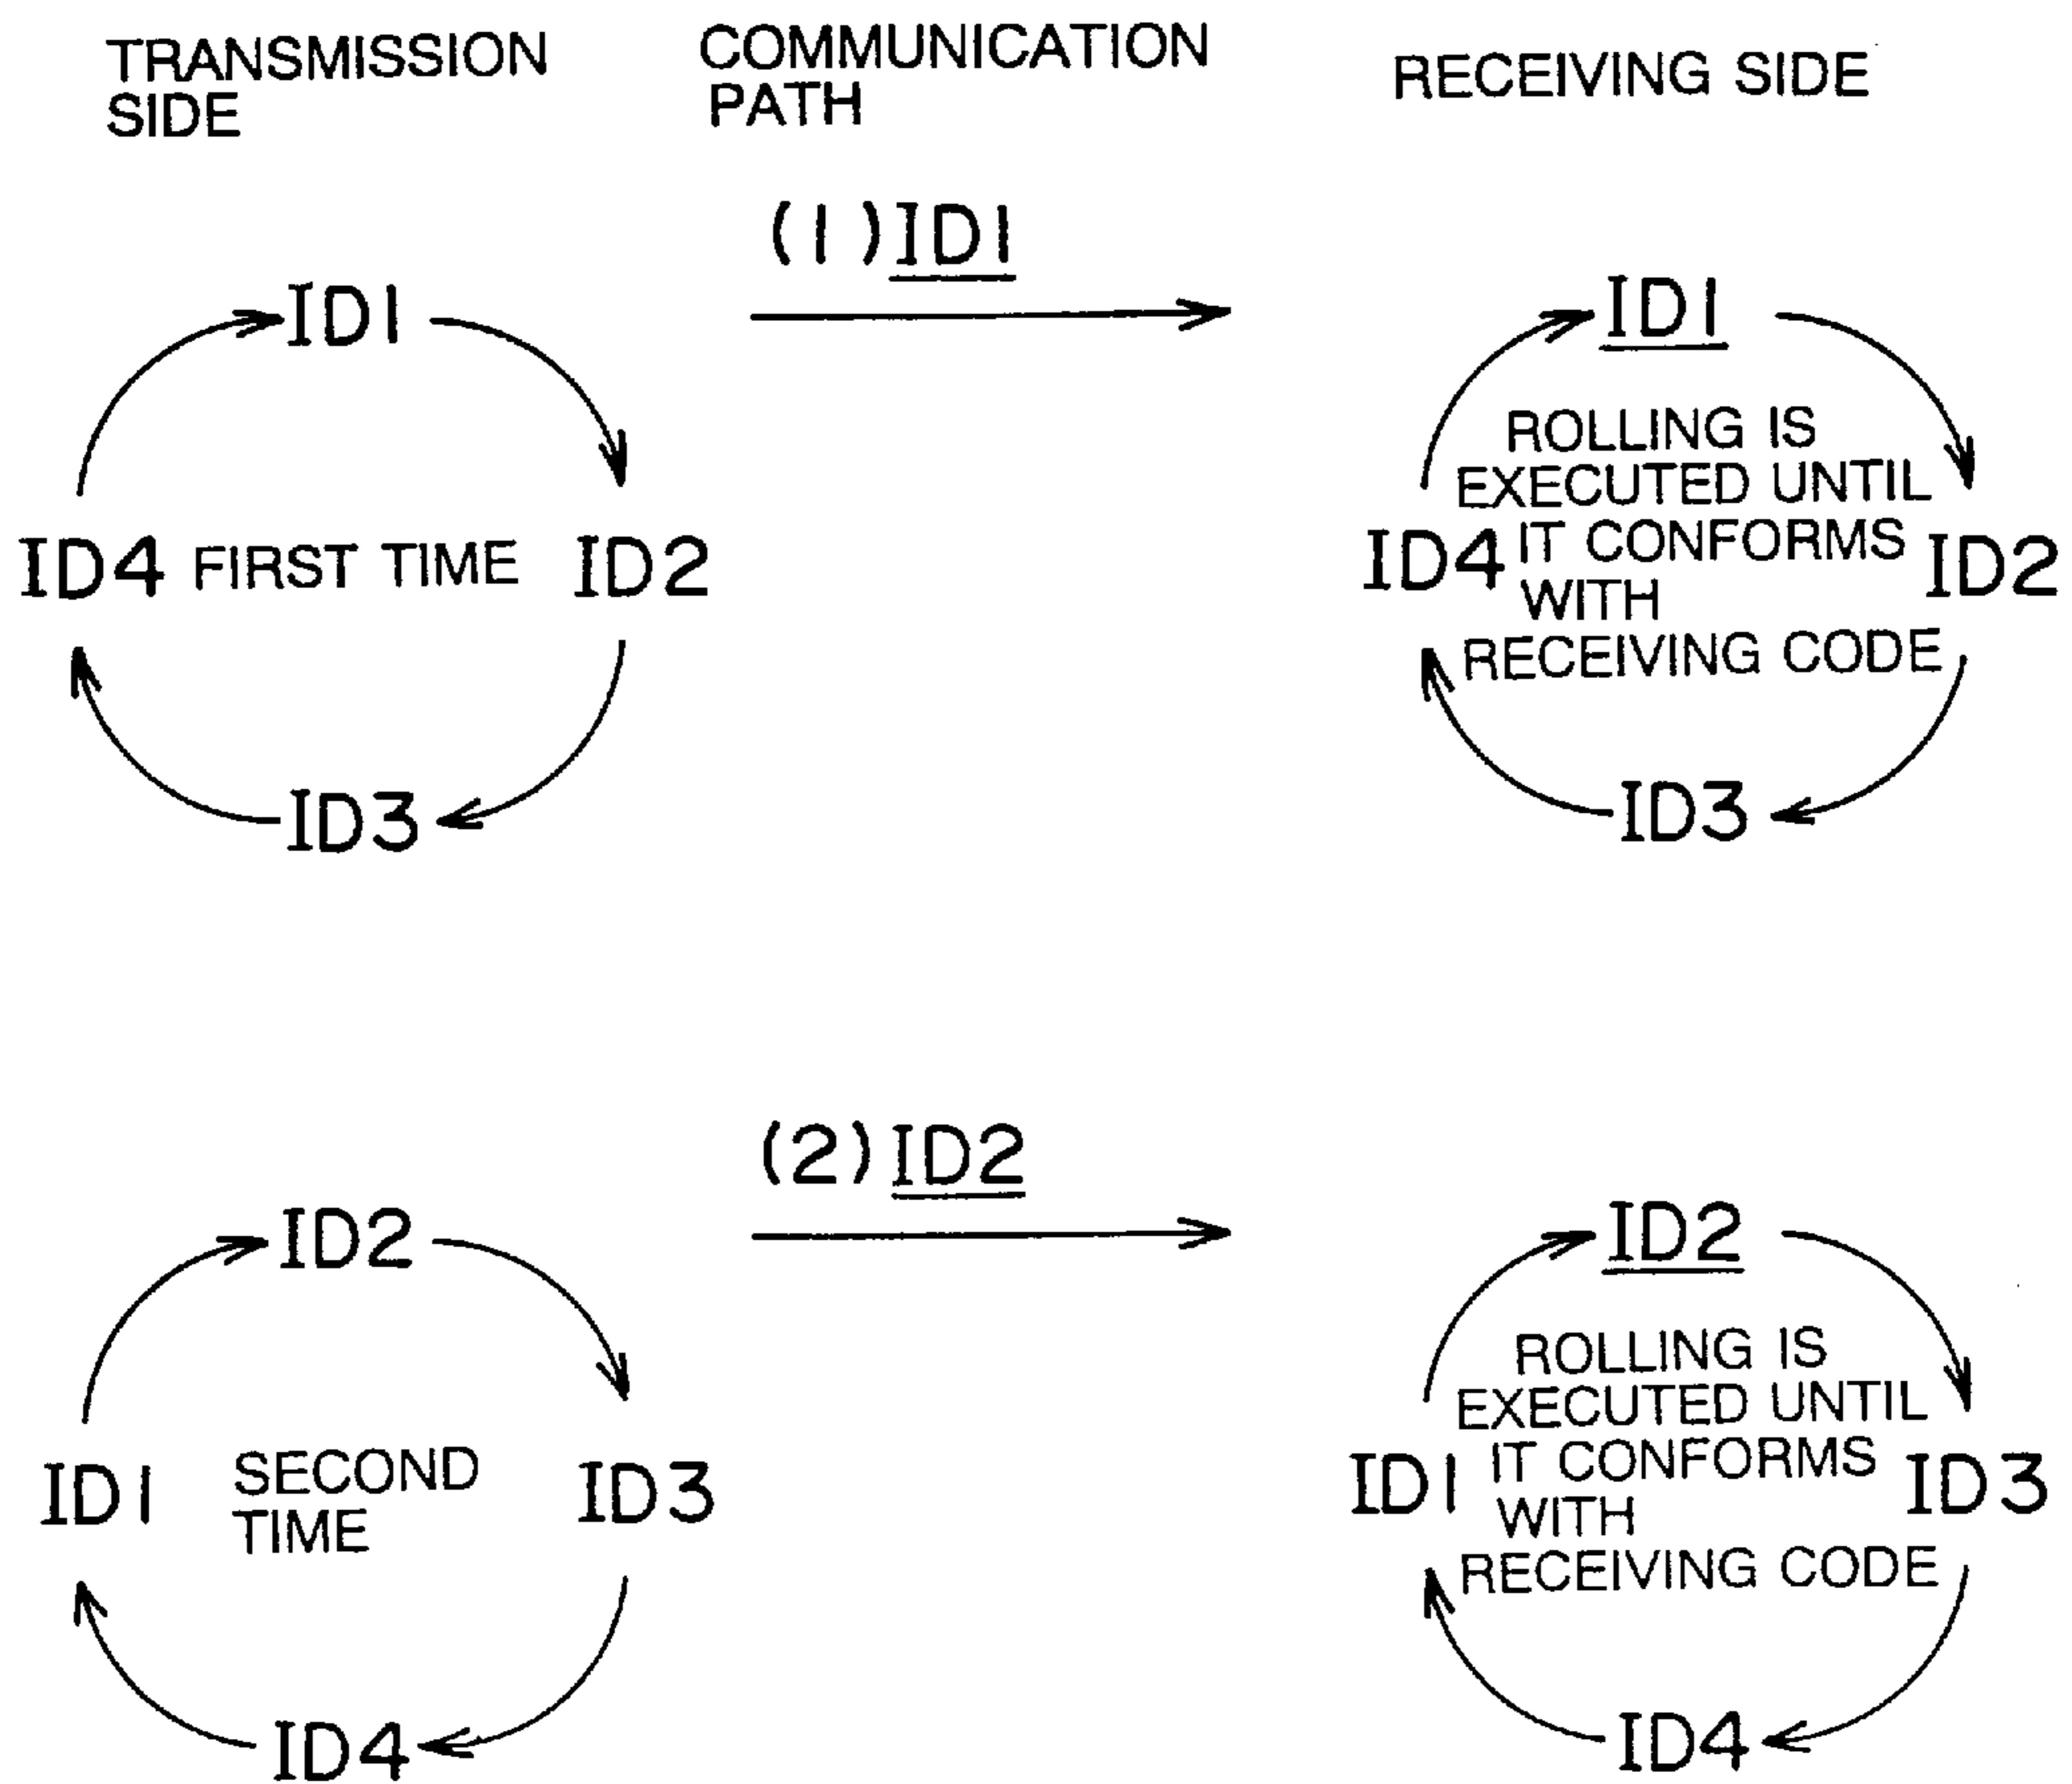 TRANSMISSION
SIDE
COMMUNICATION
PATH
RECEIVING SIDE
(1) ID1
ID1
ID4 FIRST TIME ID2
ID3
ID1
ROLLING IS
EXECUTED UNTIL
ID4 IT CONFORMS ID2
WITH
RECEIVING CODE
ID3
(2) ID2
ID2
ID1 SECOND ID3
TIME
ID4
ID2
ROLLING IS
EXECUTED UNTIL
ID1 IT CONFORMS ID3
WITH
RECEIVING CODE
ID4